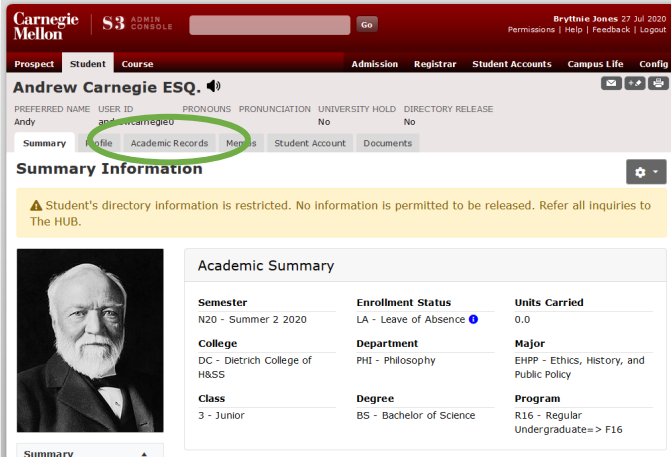 Carnegie Mellon S3 ADMIN CONSOLE Go Bryttnie Jones 27 Jul 2020
Permissions | Help | Feedback | Logout
Prospect Student Course Admission Registrar Student Accounts Campus Life Config
Andrew Carnegie ESQ.
PREFERRED NAME USER ID PRONOUNS PRONUNCIATION UNIVERSITY HOLD DIRECTORY RELEASE
Andy andrewcarnegie0 No No
Summary Profile Academic Records Memos Student Account Documents
Summary Information
Student's directory information is restricted. No information is permitted to be released. Refer all inquiries to
The HUB.
Academic Summary
Semester Enrollment Status Units Carried
N20 - Summer 2 2020 LA - Leave of Absence 0.0
College Department Major
DC - Dietrich College of PHI - Philosophy EHPP - Ethics, History, and
H&SS Public Policy
Class Degree Program
3 - Junior BS - Bachelor of Science R16 - Regular
Undergraduate=> F16
Summary